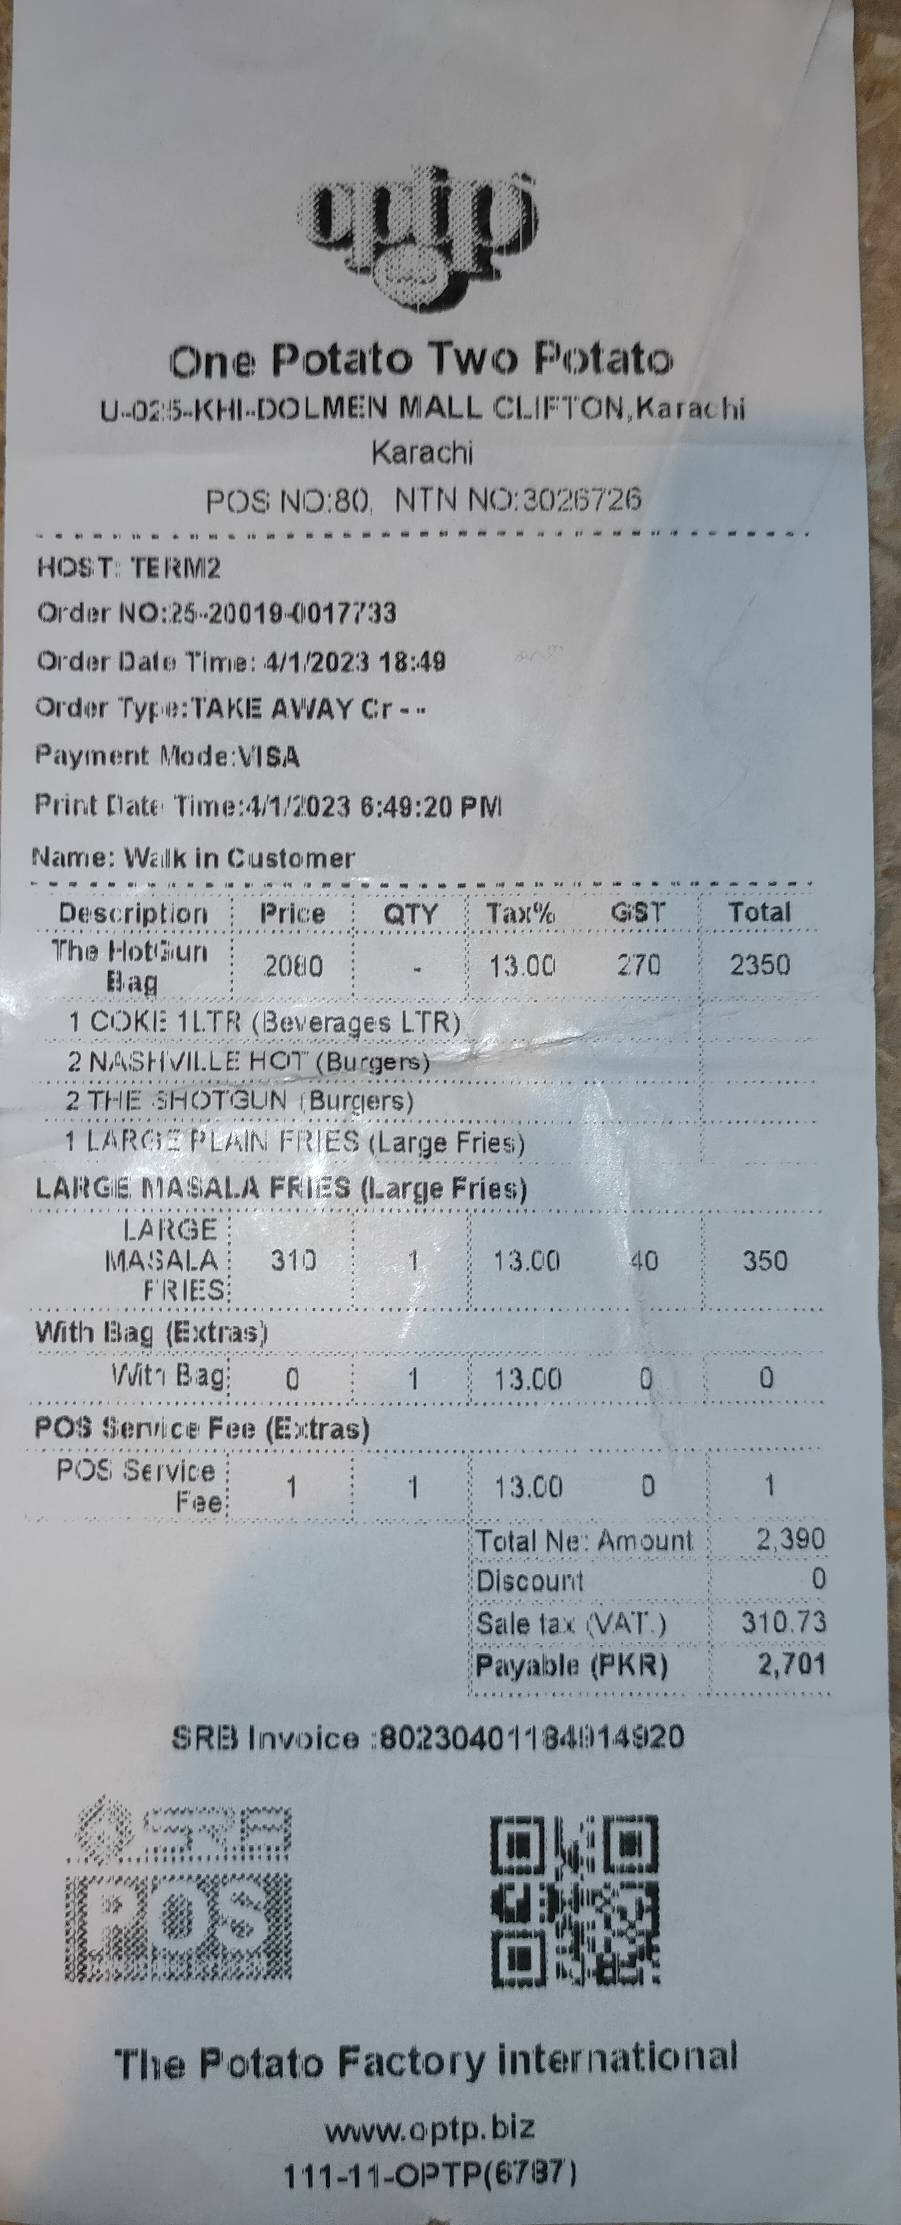 optp
One Potato Two Potato
U-025-KHI-DOLMEN MALL CLIFTON,Karachi
Karachi
POS NO:80, NTN NO:3026726
HOST: TERM2
Order NO:25-20019-0017733
Order Date Time: 4/1/2023 18:49
Order Type:TAKE AWAY Cr - --
Payment Mode:VISA
Print Date Time:4/1/2023 6:49:20 PM
Name: Walk in Customer
Description Price QTY Tax% GST Total
The HotGun Bag 2080 - 13.00 270 2350
1 COKE 1LTR (Beverages LTR)
2 NASHVILLE HOT (Burgers)
2 THE SHOTGUN (Burgers)
1 LARGE PLAIN FRIES (Large Fries)
LARGE MASALA FRIES (Large Fries)
LARGE MASALA FRIES 310 1 13.00 40 350
With Bag (Extras)
With Bag 0 1 13.00 0 0
POS Service Fee (Extras)
POS Service Fee 1 1 13.00 0 1
Total Net Amount 2,390
Discount 0
Sale tax (VAT.) 310.73
Payable (PKR) 2,701
SRB Invoice :80230401184914920
SRB
POS
The Potato Factory international
www.optp.biz
111-11-OPTP(6787)